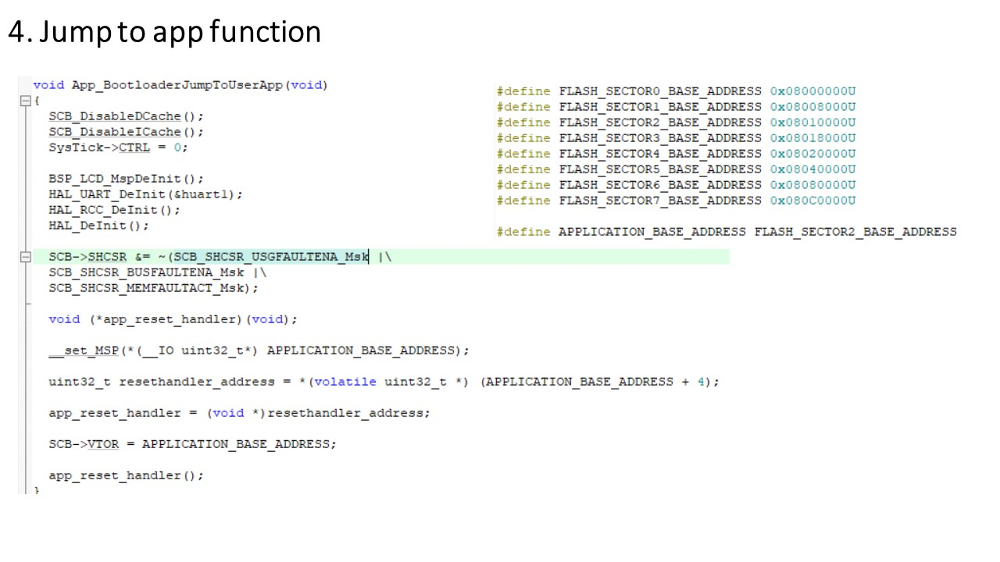 4. Jump to app function
void App_BootloaderJumpToUserApp(void)
{
SCB_DisableDCache();
SCB_DisableICache();
SysTick->CTRL = 0;
BSP_LCD_MspDeInit();
HAL_UART_DeInit(&huart1);
HAL_RCC_DeInit();
HAL_DeInit();
SCB->SHCSR &= ~(SCB_SHCSR_USGFAULTENA_Msk |\
SCB_SHCSR_BUSFAULTENA_Msk |\
SCB_SHCSR_MEMFAULTACT_Msk);
void (*app_reset_handler)(void);
__set_MSP(*(__IO uint32_t*) APPLICATION_BASE_ADDRESS);
uint32_t resethandler_address = *(volatile uint32_t *) (APPLICATION_BASE_ADDRESS + 4);
app_reset_handler = (void *)resethandler_address;
SCB->VTOR = APPLICATION_BASE_ADDRESS;
app_reset_handler();
}
#define FLASH_SECTOR0_BASE_ADDRESS 0x08000000U
#define FLASH_SECTOR1_BASE_ADDRESS 0x08008000U
#define FLASH_SECTOR2_BASE_ADDRESS 0x08010000U
#define FLASH_SECTOR3_BASE_ADDRESS 0x08018000U
#define FLASH_SECTOR4_BASE_ADDRESS 0x08020000U
#define FLASH_SECTOR5_BASE_ADDRESS 0x08040000U
#define FLASH_SECTOR6_BASE_ADDRESS 0x08080000U
#define FLASH_SECTOR7_BASE_ADDRESS 0x080C0000U
#define APPLICATION_BASE_ADDRESS FLASH_SECTOR2_BASE_ADDRESS